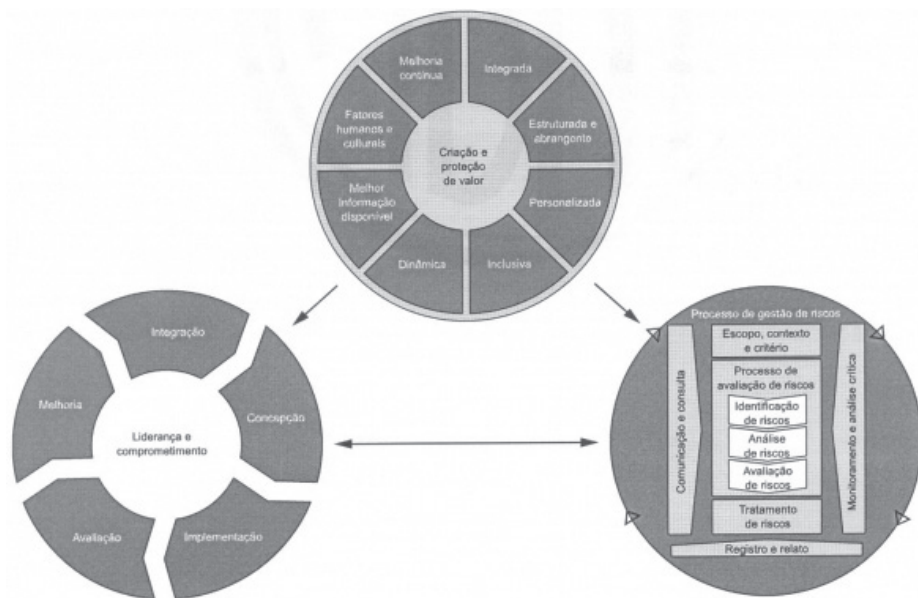 Melhoria
contínua
Integrada
Fatores
humanos e
culturais
Estruturada e
abrangente
Criação e
proteção
de valor
Melhor
informação
disponível
Personalizada
Dinâmica
Inclusiva
Integração
Melhoria
Concepção
Liderança e
comprometimento
Avaliação
Implementação
Processo de gestão de riscos
Escopo, contexto
e critério
Comunicação e consulta
Processo de
avaliação de riscos
Identificação
de riscos
Análise
de riscos
Avaliação
de riscos
Monitoramento e análise crítica
Tratamento
de riscos
Registro e relato